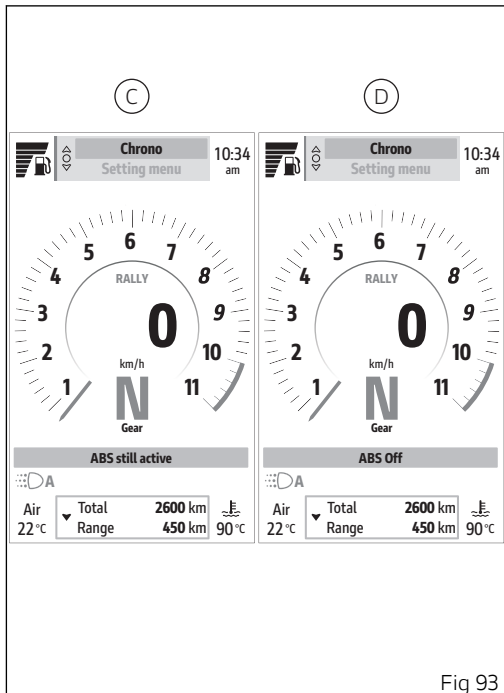 C
D
Chrono
Setting menu
10:34
am
1
2
3
4
5
6
7
8
9
10
11
RALLY
0
km/h
N
Gear
ABS still active
A
Air
22 °C
Total 2600 km
Range 450 km
90 °C
Chrono
Setting menu
10:34
am
1
2
3
4
5
6
7
8
9
10
11
RALLY
0
km/h
N
Gear
ABS Off
A
Air
22 °C
Total 2600 km
Range 450 km
90 °C
Fig 93